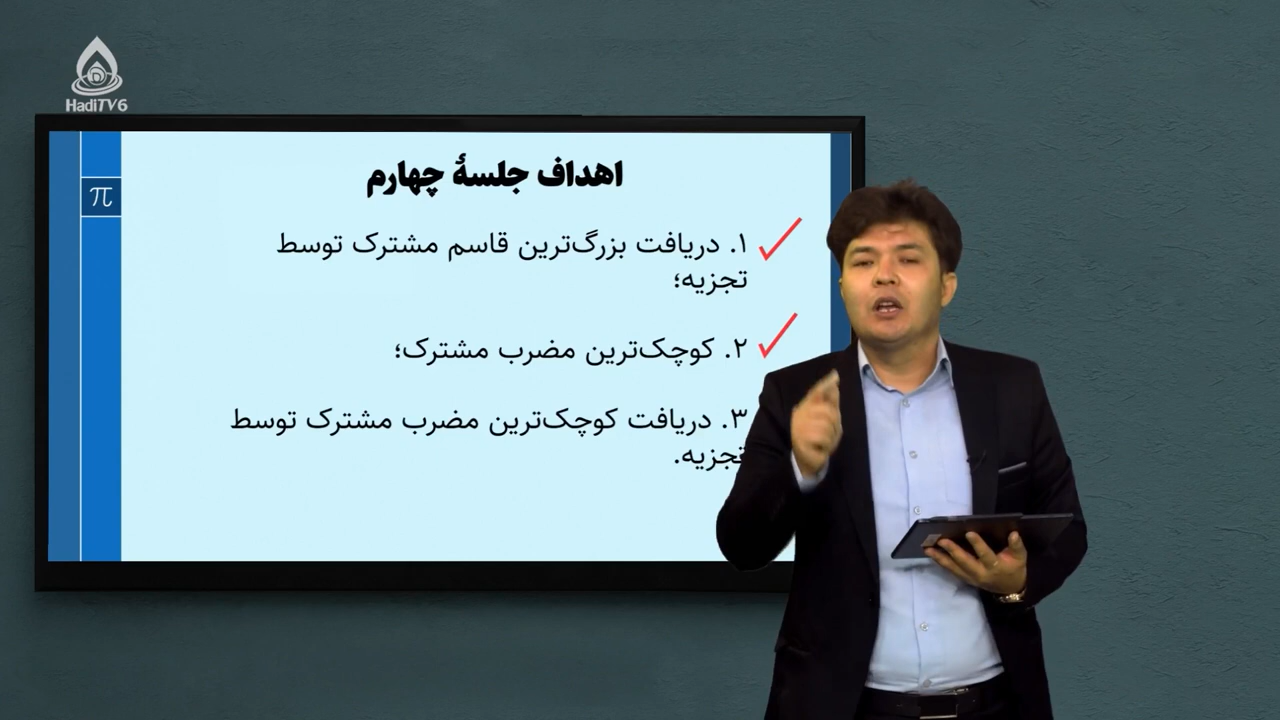 HadiTV6
π
اهداف جلسهٔ چهارم
۱. دریافت بزرگ‌ترین قاسم مشترک توسط
تجزیه؛
۲. کوچک‌ترین مضرب مشترک؛
۳. دریافت کوچک‌ترین مضرب مشترک توسط
تجزیه.